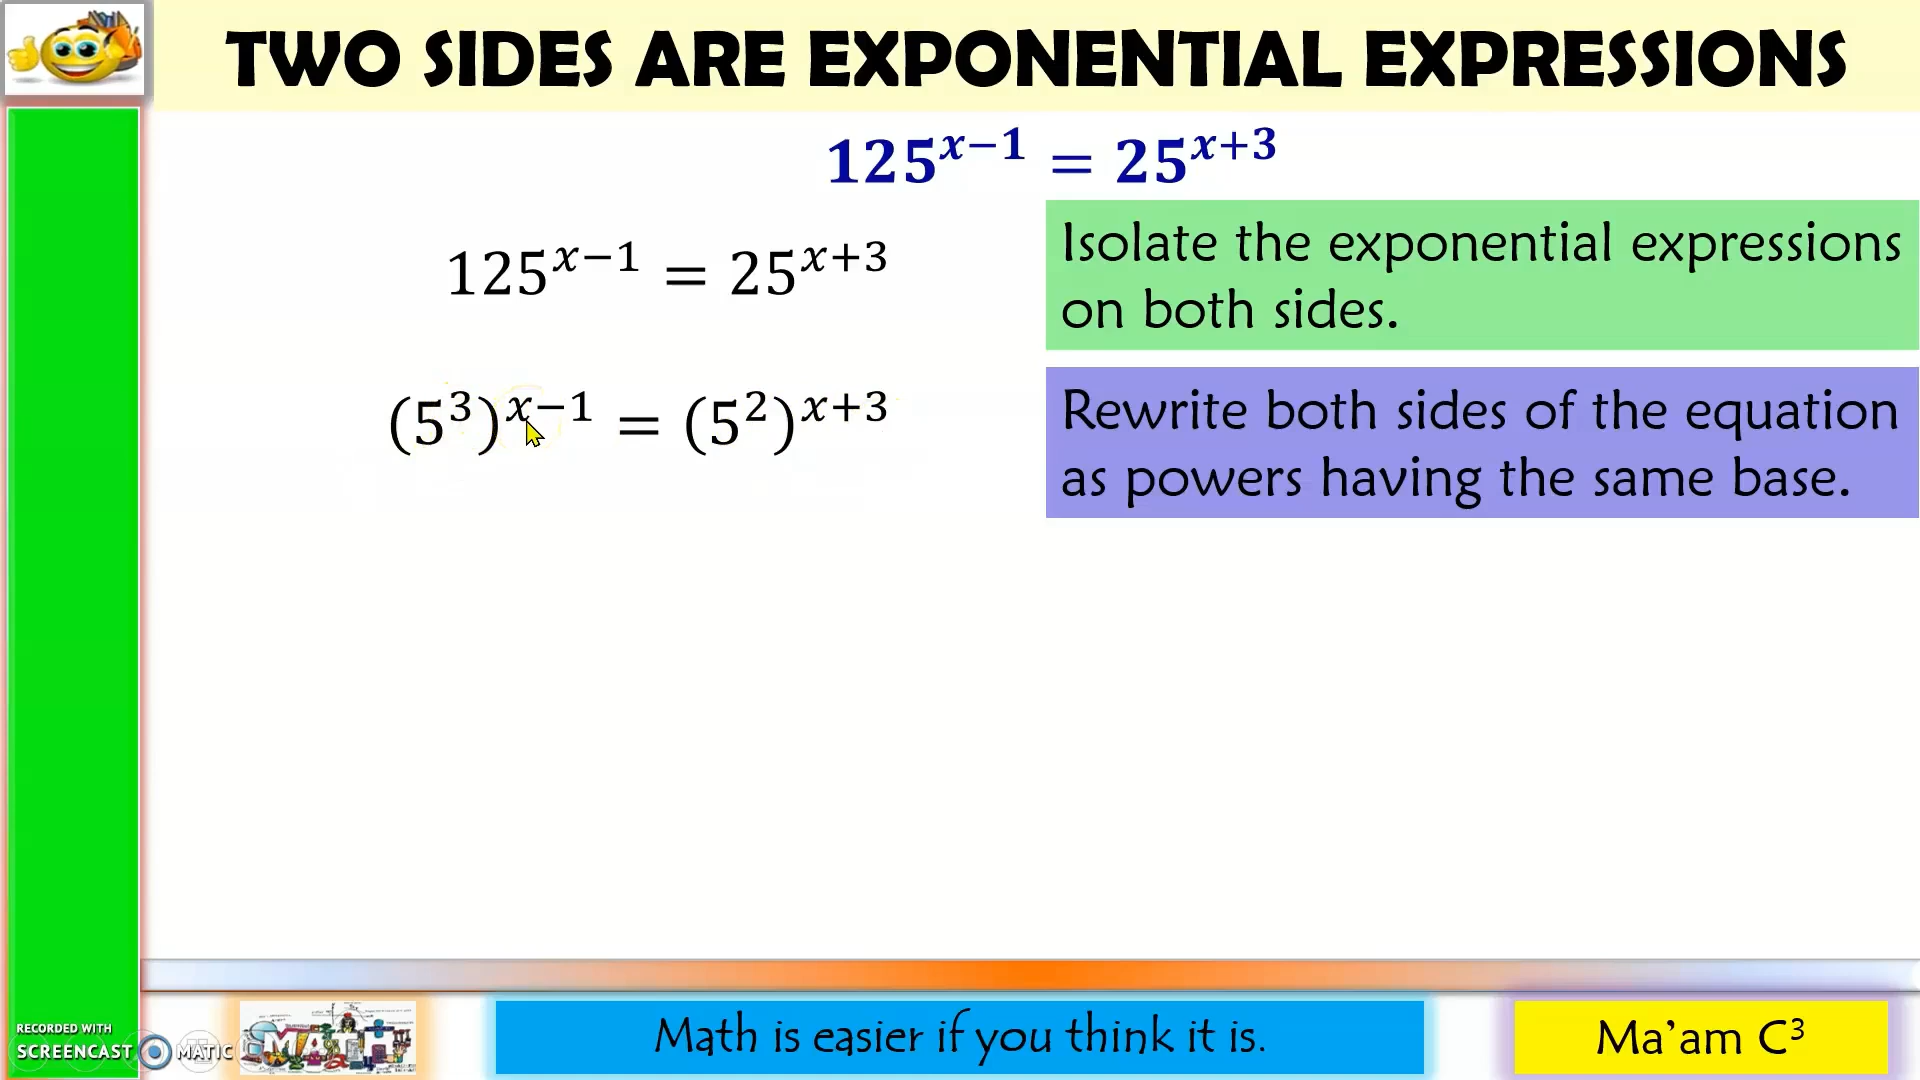 TWO SIDES ARE EXPONENTIAL EXPRESSIONS
125^{x−1} = 25^{x+3}
125^{x−1} = 25^{x+3}
Isolate the exponential expressions
on both sides.
(5^3)^{x−1} = (5^2)^{x+3}
Rewrite both sides of the equation
as powers having the same base.
RECORDED WITH
SCREENCAST MATIC
MATH
Math is easier if you think it is.
Ma’am C^3